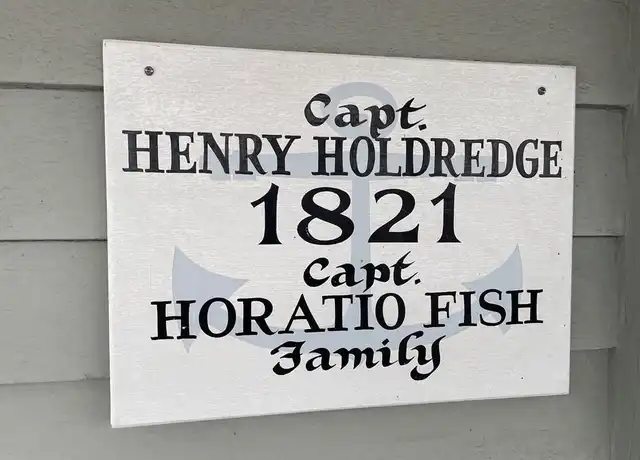 Capt.
HENRY HOLDREDGE
1821
Capt.
HORATIO FISH
Family